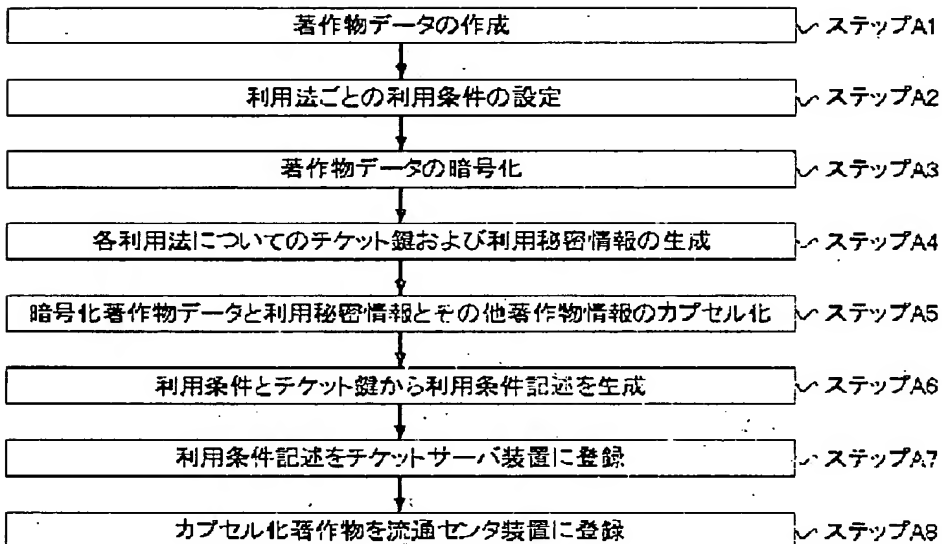 著作物データの作成 ステップA1
利用法ごとの利用条件の設定 ステップA2
著作物データの暗号化 ステップA3
各利用法についてのチケット鍵および利用秘密情報の生成 ステップA4
暗号化著作物データと利用秘密情報とその他著作物情報のカプセル化 ステップA5
利用条件とチケット鍵から利用条件記述を生成 ステップA6
利用条件記述をチケットサーバ装置に登録 ステップA7
カプセル化著作物を流通センタ装置に登録 ステップA8